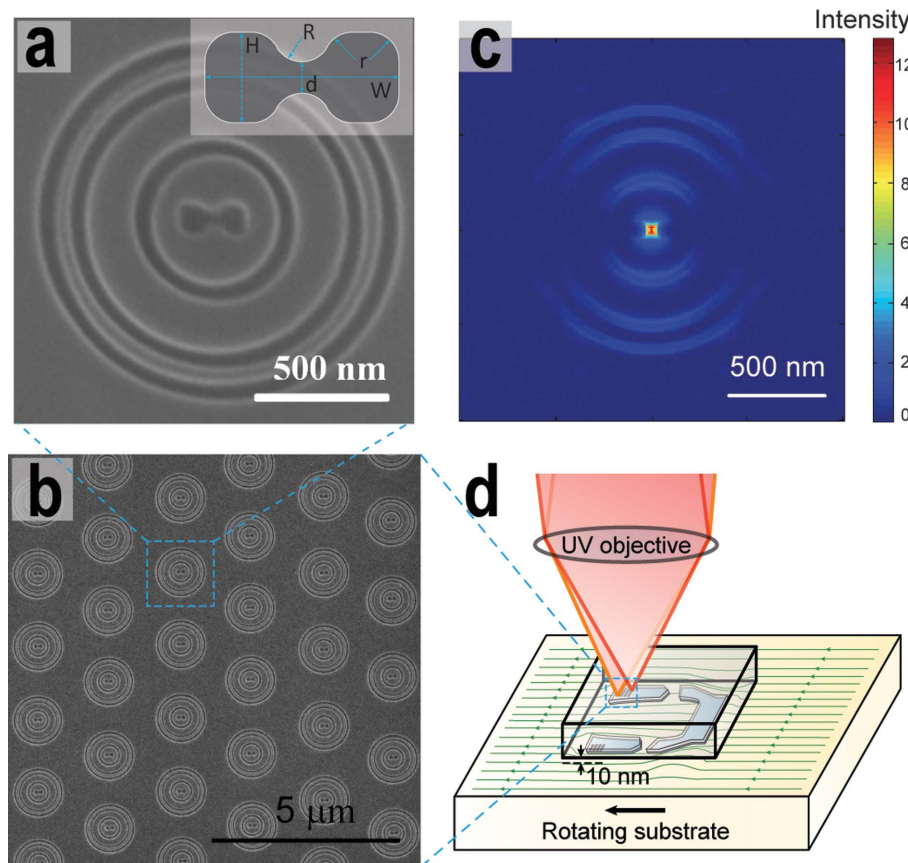 a
H
R
r
d
W
500 nm
c
Intensity
12
10
8
6
4
2
0
500 nm
b
5 μm
d
UV objective
10 nm
Rotating substrate